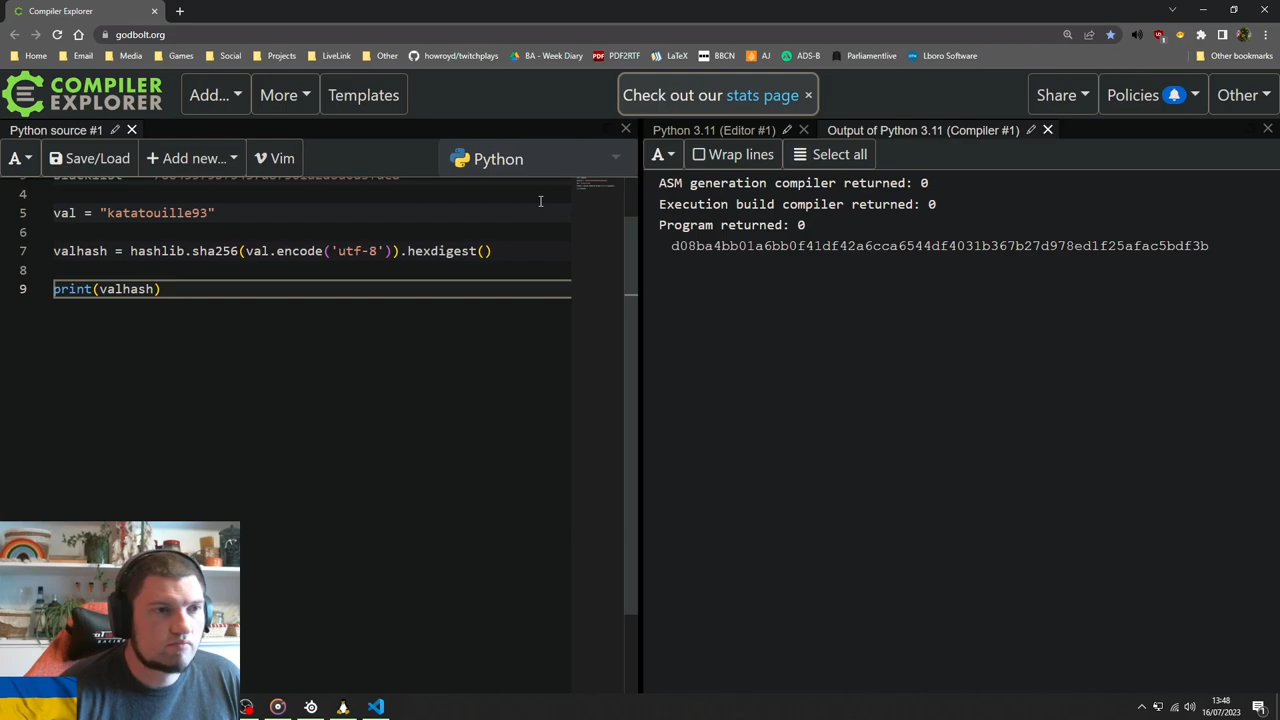 Compiler Explorer
godbolt.org
Home
Email
Media
Games
Social
Projects
LiveLink
Other
howroyd/twitchplays
BA - Week Diary
PDF2RTF
LaTeX
BBCN
AJ
ADS-B
Parliamentlive
Lboro Software
Other bookmarks
COMPILER
EXPLORER
Add...
More
Templates
Check out our stats page ×
Share
Policies
Other
Python source #1
A
Save/Load
+ Add new...
Vim
Python
4
5 val = "katatouille93"
6
7 valhash = hashlib.sha256(val.encode('utf-8')).hexdigest()
8
9 print(valhash)
Python 3.11 (Editor #1)
Output of Python 3.11 (Compiler #1)
A
Wrap lines
Select all
ASM generation compiler returned: 0
Execution build compiler returned: 0
Program returned: 0
d08ba4bb01a6bb0f41df42a6cca6544df4031b367b27d978ed1f25afac5bdf3b
13:48
16/07/2023